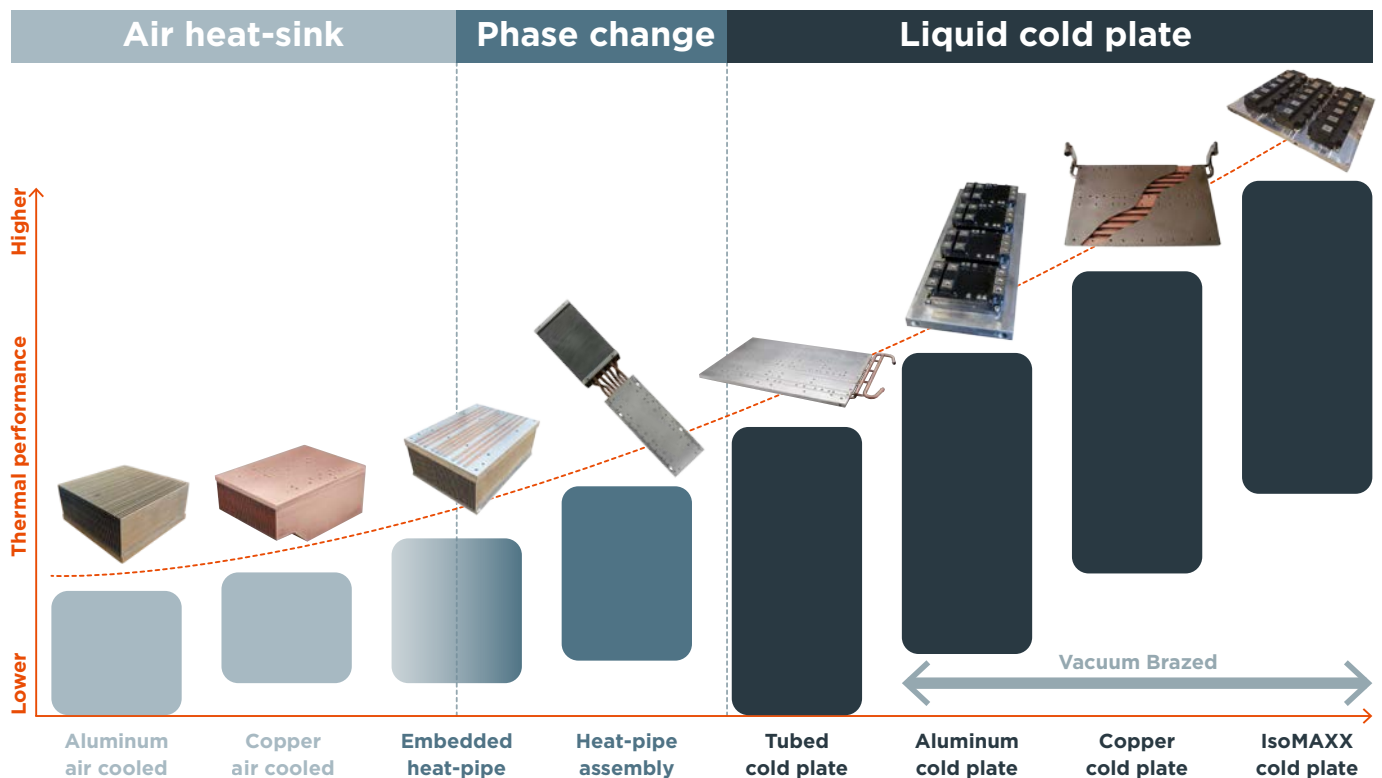 Air heat-sink
Phase change
Liquid cold plate
Higher
Thermal performance
Lower
Vacuum Brazed
Aluminum
air cooled
Copper
air cooled
Embedded
heat-pipe
Heat-pipe
assembly
Tubed
cold plate
Aluminum
cold plate
Copper
cold plate
IsoMAXX
cold plate